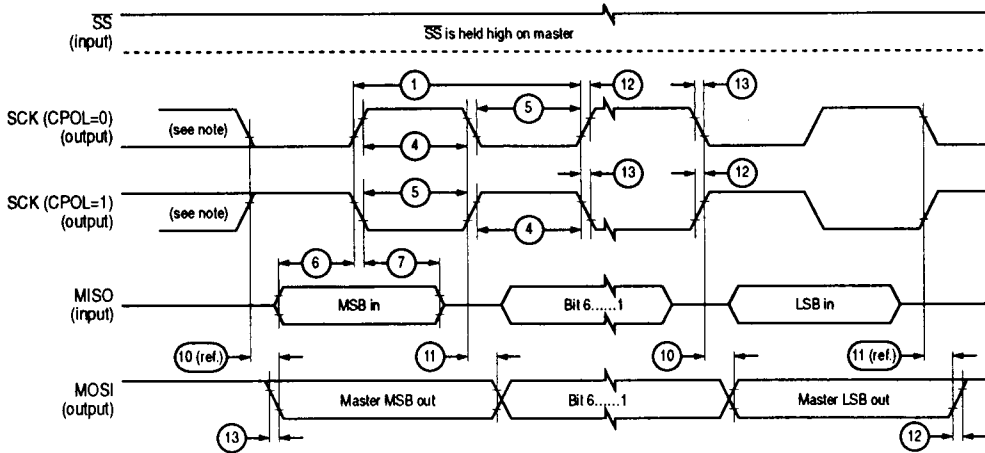 SS
(input)
SS is held high on master
1
12
13
SCK (CPOL=0)
(output)
(see note)
5
4
13
12
SCK (CPOL=1)
(output)
(see note)
5
4
6
7
MISO
(input)
MSB in
Bit 6......1
LSB in
10 (ref.)
11
10
11 (ref.)
MOSI
(output)
Master MSB out
Bit 6......1
Master LSB out
13
12